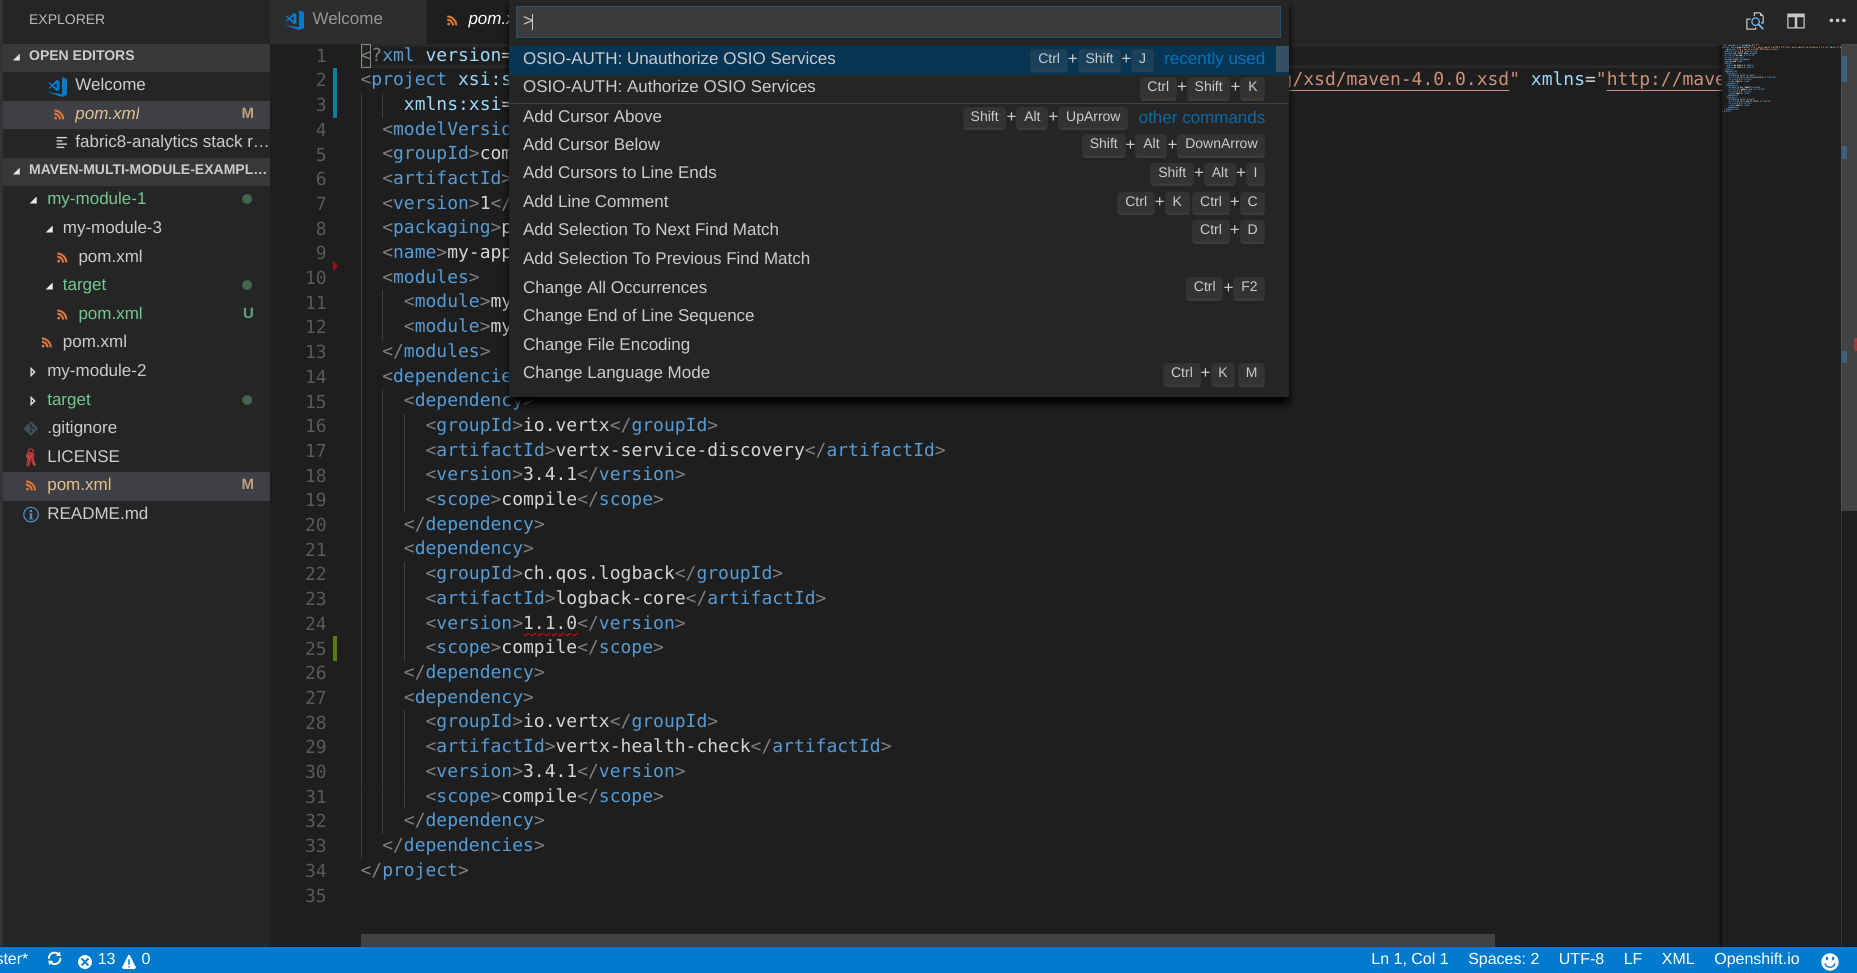 EXPLORER
OPEN EDITORS
Welcome
pom.xml M
fabric8-analytics stack r…
MAVEN-MULTI-MODULE-EXAMPL…
my-module-1
my-module-3
pom.xml
target
pom.xml U
pom.xml
my-module-2
target
.gitignore
LICENSE
pom.xml M
README.md
Welcome
pom.x
>
OSIO-AUTH: Unauthorize OSIO Services Ctrl + Shift + J recently used
OSIO-AUTH: Authorize OSIO Services Ctrl + Shift + K
Add Cursor Above Shift + Alt + UpArrow other commands
Add Cursor Below Shift + Alt + DownArrow
Add Cursors to Line Ends Shift + Alt + I
Add Line Comment Ctrl + K Ctrl + C
Add Selection To Next Find Match Ctrl + D
Add Selection To Previous Find Match
Change All Occurrences Ctrl + F2
Change End of Line Sequence
Change File Encoding
Change Language Mode Ctrl + K M
1 <?xml version=
2 <project xsi:s /xsd/maven-4.0.0.xsd" xmlns="http://mave
3 xmlns:xsi=
4 <modelVersio
5 <groupId>com
6 <artifactId>
7 <version>1</
8 <packaging>p
9 <name>my-app
10 <modules>
11 <module>my
12 <module>my
13 </modules>
14 <dependencie
15 <dependency>
16 <groupId>io.vertx</groupId>
17 <artifactId>vertx-service-discovery</artifactId>
18 <version>3.4.1</version>
19 <scope>compile</scope>
20 </dependency>
21 <dependency>
22 <groupId>ch.qos.logback</groupId>
23 <artifactId>logback-core</artifactId>
24 <version>1.1.0</version>
25 <scope>compile</scope>
26 </dependency>
27 <dependency>
28 <groupId>io.vertx</groupId>
29 <artifactId>vertx-health-check</artifactId>
30 <version>3.4.1</version>
31 <scope>compile</scope>
32 </dependency>
33 </dependencies>
34 </project>
35
ster* 13 0 Ln 1, Col 1 Spaces: 2 UTF-8 LF XML Openshift.io